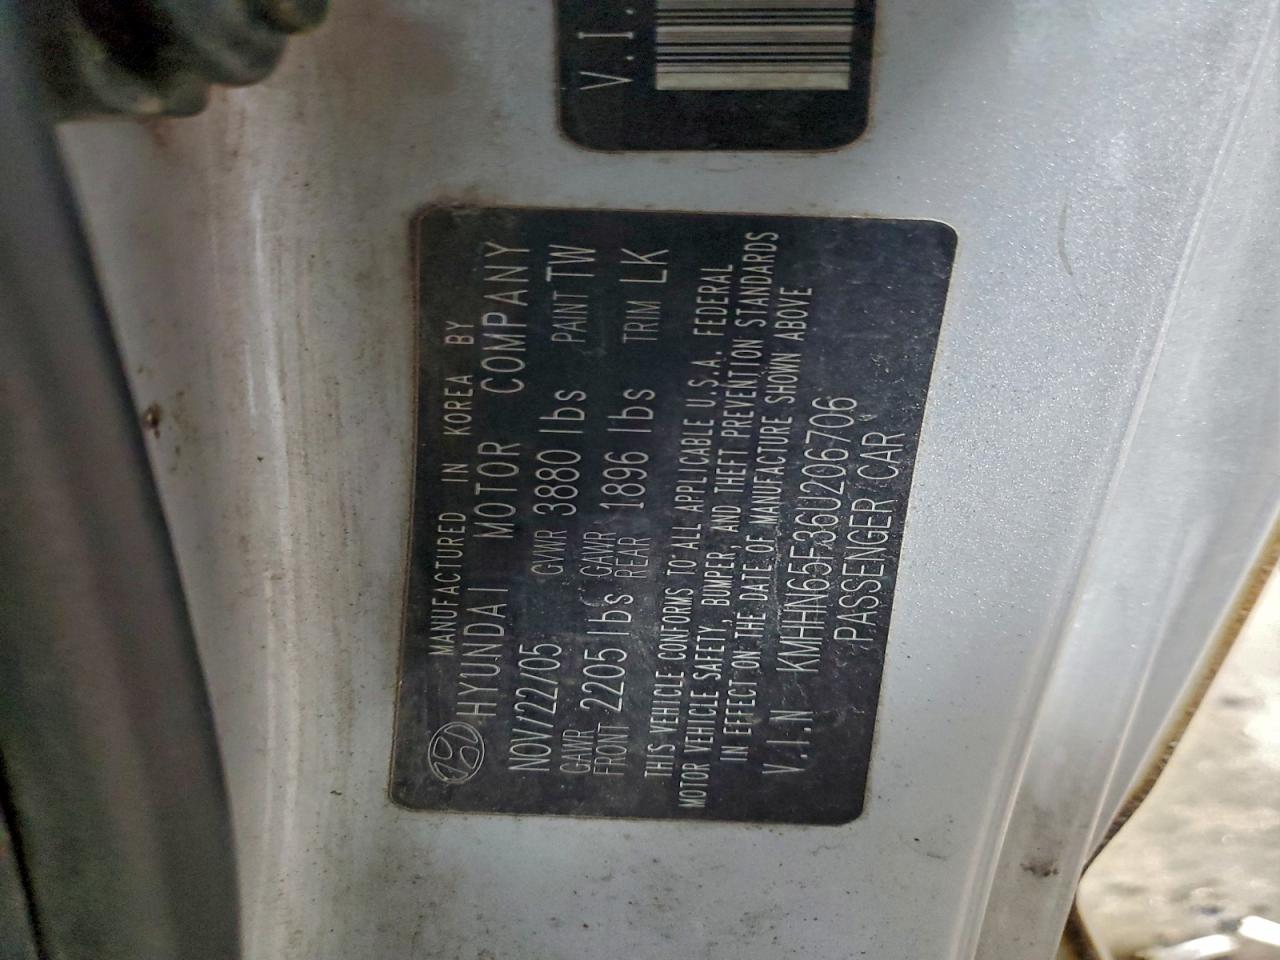 V.I.
MANUFACTURED IN KOREA BY
HYUNDAI MOTOR COMPANY
NOV/22/05 GVWR 3880 lbs PAINT TW
GAWR FRONT 2205 lbs GAWR REAR 1896 lbs TRIM LK
THIS VEHICLE CONFORMS TO ALL APPLICABLE U.S.A. FEDERAL
MOTOR VEHICLE SAFETY, BUMPER, AND THEFT PREVENTION STANDARDS
IN EFFECT ON THE DATE OF MANUFACTURE SHOWN ABOVE
V.I.N KMHHN65F36U206706
PASSENGER CAR